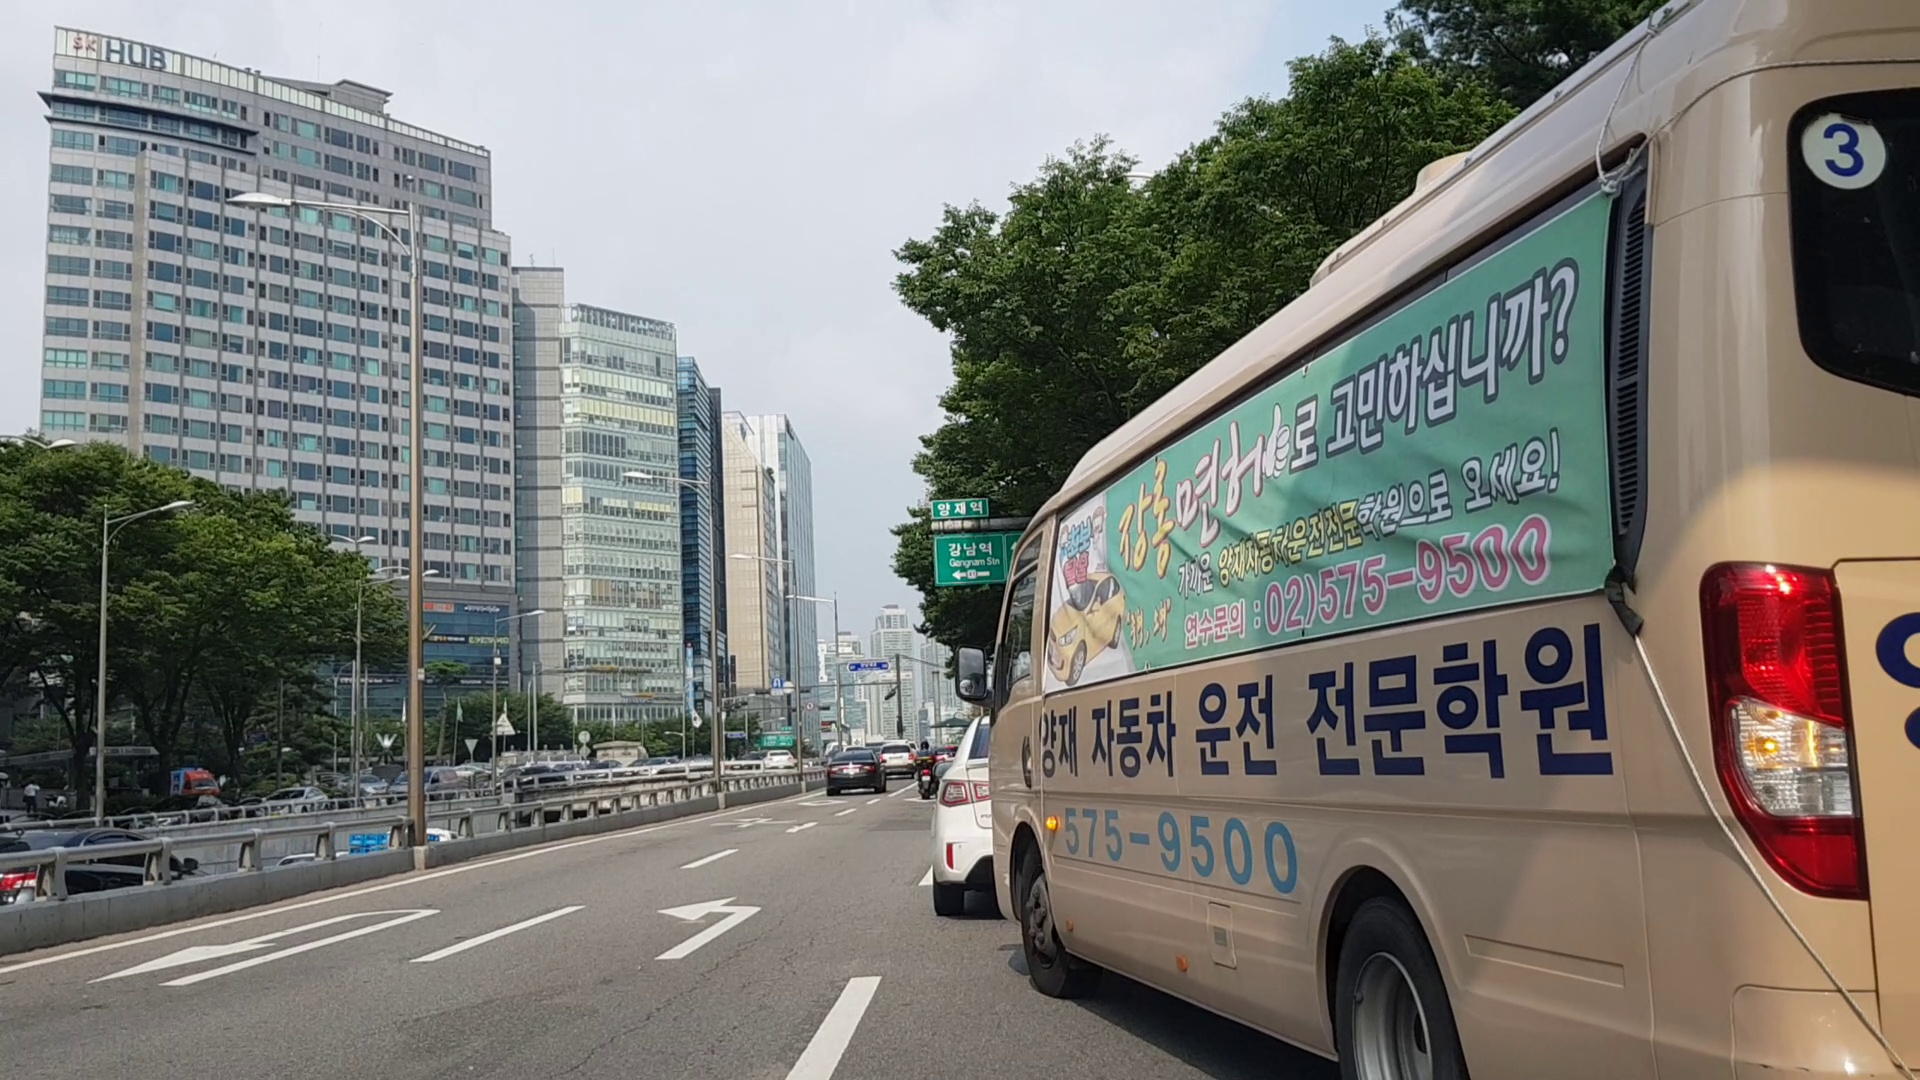 SK HUB
3
장롱면허로 고민하십니까?
가까운 양재자동차운전전문학원으로 오세요!
연수문의 : 02)575-9500
초보
양재 자동차 운전 전문학원
575-9500
양재역
강남역
Gangnam Stn